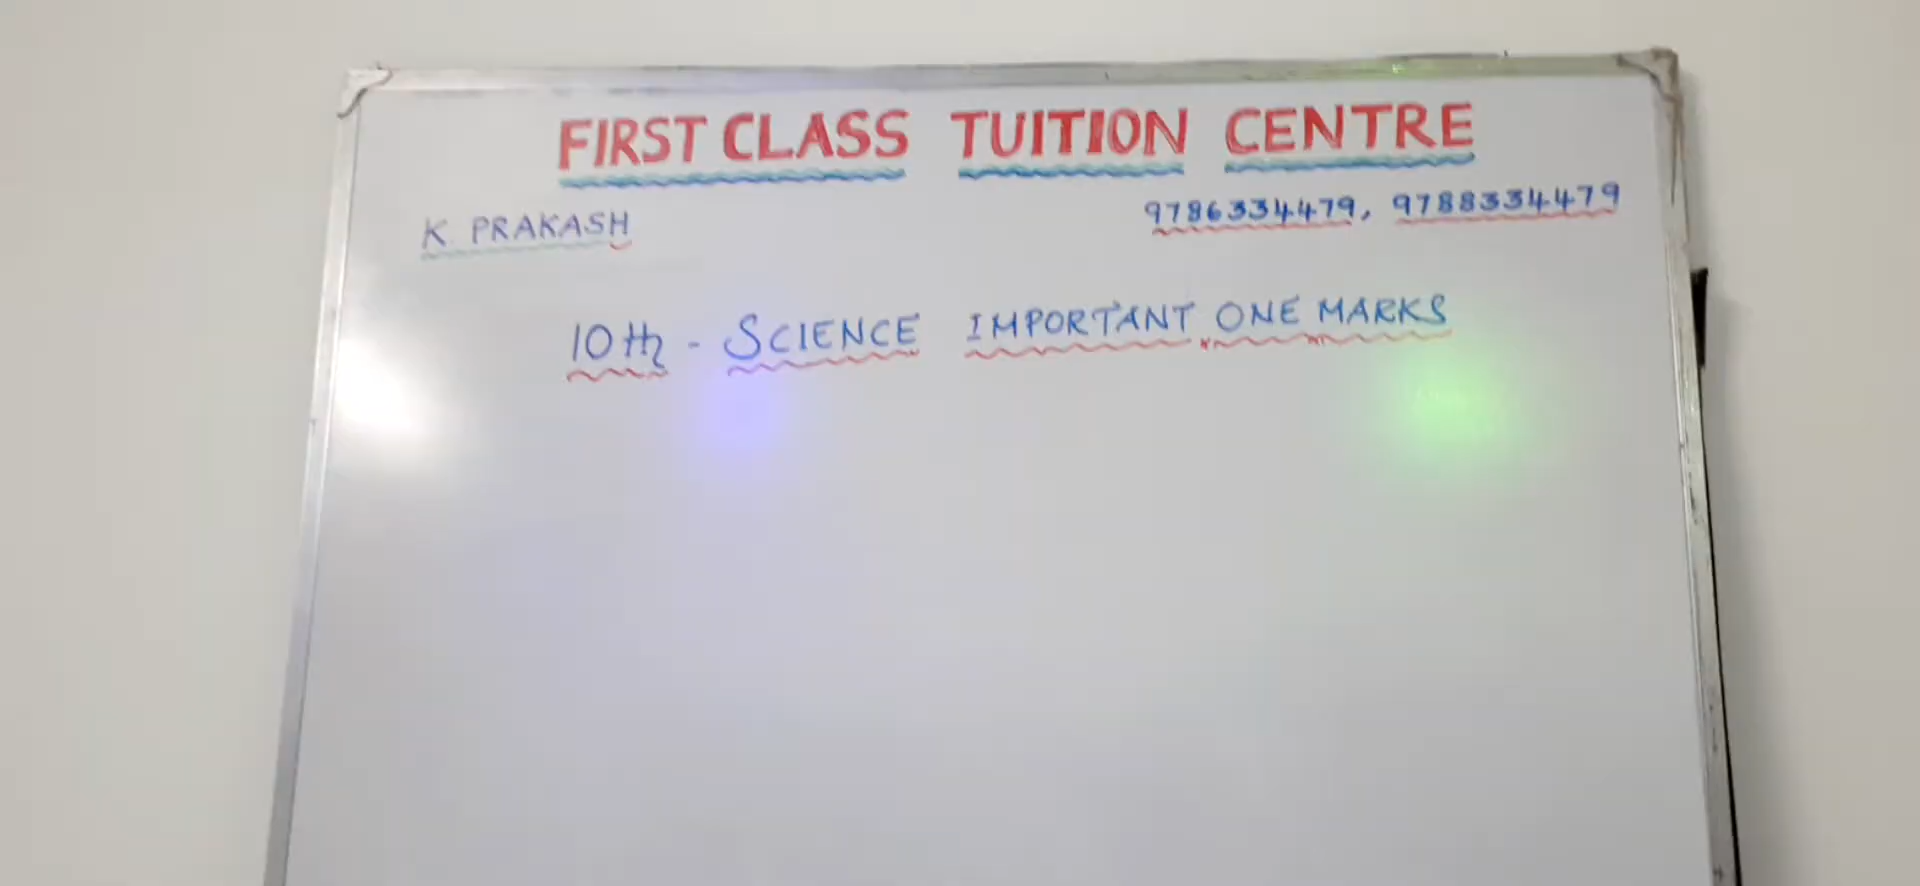 FIRST CLASS TUITION CENTRE
K. PRAKASH
9786334479, 9788334479
10th - SCIENCE IMPORTANT ONE MARKS